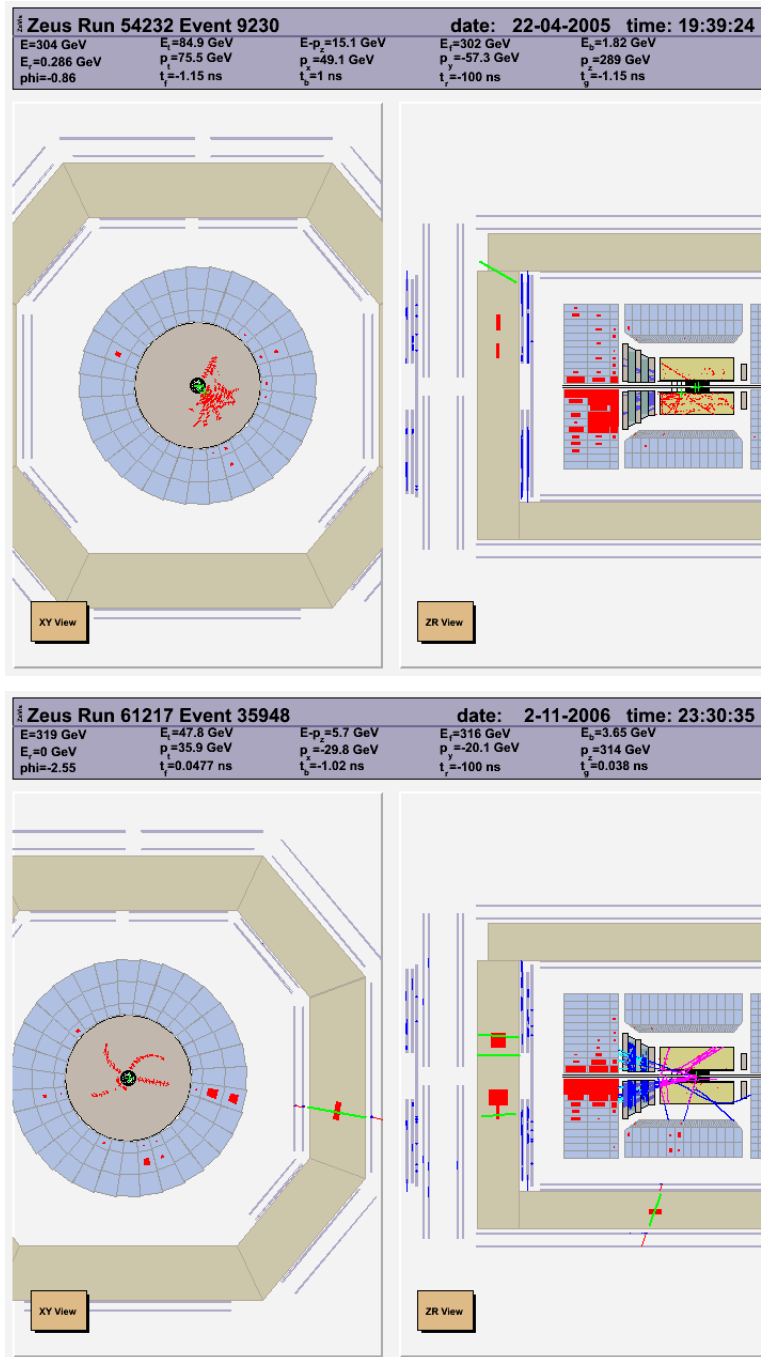 ZeVis
Zeus Run 54232 Event 9230 date: 22-04-2005 time: 19:39:24
E=304 GeV Et=84.9 GeV E-pz=15.1 GeV Ef=302 GeV Eb=1.82 GeV
Er=0.286 GeV pt=75.5 GeV px=49.1 GeV py=-57.3 GeV pz=289 GeV
phi=-0.86 tf=-1.15 ns tb=1 ns tr=-100 ns tg=-1.15 ns
XY View
ZR View
ZeVis
Zeus Run 61217 Event 35948 date: 2-11-2006 time: 23:30:35
E=319 GeV Et=47.8 GeV E-pz=5.7 GeV Ef=316 GeV Eb=3.65 GeV
Er=0 GeV pt=35.9 GeV px=-29.8 GeV py=-20.1 GeV pz=314 GeV
phi=-2.55 tf=0.0477 ns tb=-1.02 ns tr=-100 ns tg=0.038 ns
XY View
ZR View